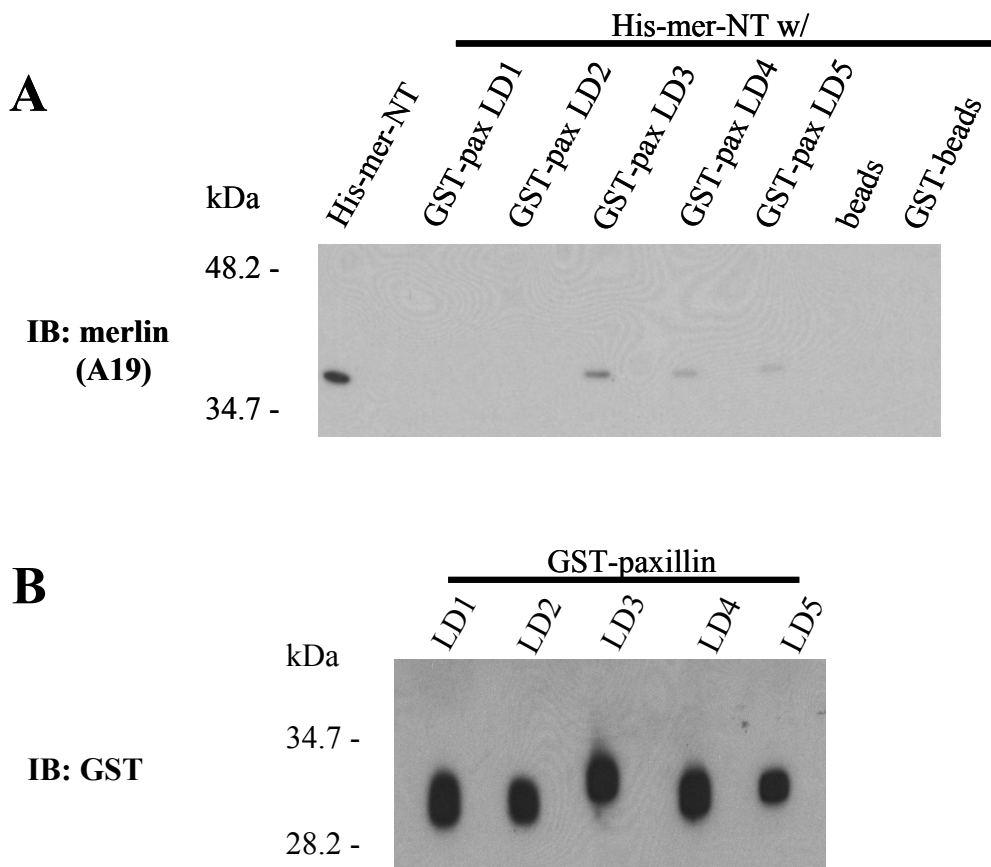 His-mer-NT w/
A
His-mer-NT
GST-pax LD1
GST-pax LD2
GST-pax LD3
GST-pax LD4
GST-pax LD5
beads
GST-beads
kDa
48.2 -
IB: merlin
(A19)
34.7 -
B
GST-paxillin
LD1
LD2
LD3
LD4
LD5
kDa
34.7 -
IB: GST
28.2 -